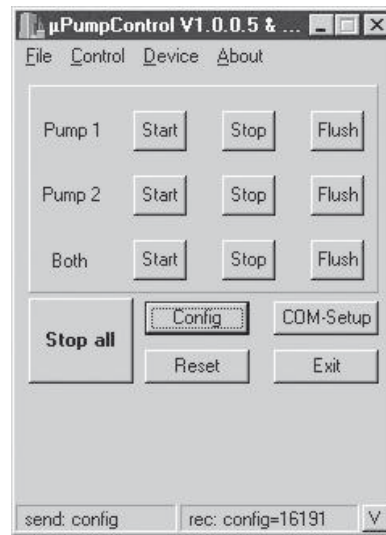 µPumpControl V1.0.0.5 & ...
File Control Device About
Pump 1 Start Stop Flush
Pump 2 Start Stop Flush
Both Start Stop Flush
Stop all Config COM-Setup
Reset Exit
send: config rec: config=16191 V